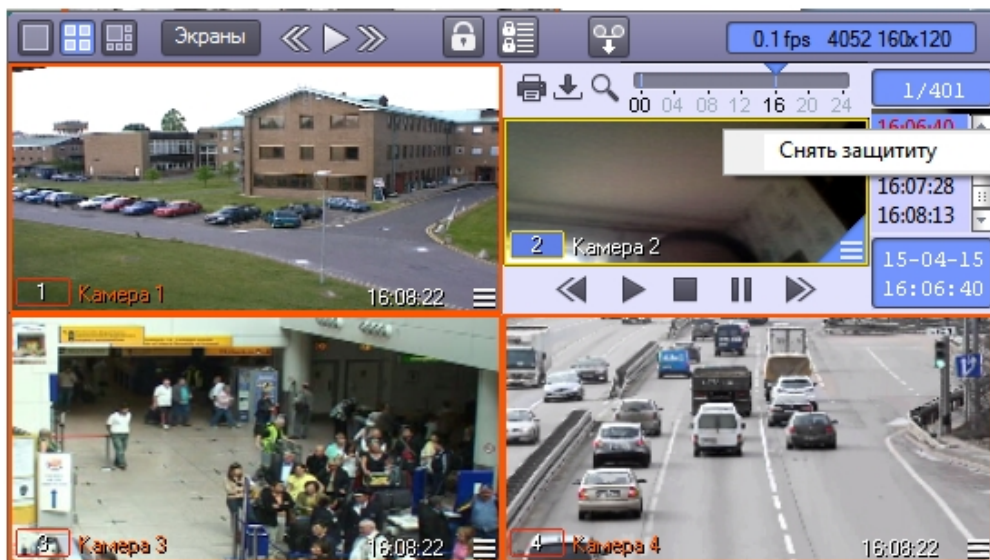 Экраны
0.1 fps 4052 160x120
00 04 08 12 16 20 24
1/401
16:06:40
Снять защититу
16:07:28
16:08:13
2 Камера 2
15-04-15
16:06:40
1 Камера 1 16:08:22
3 Камера 3 16:08:22
4 Камера 4 16:08:22